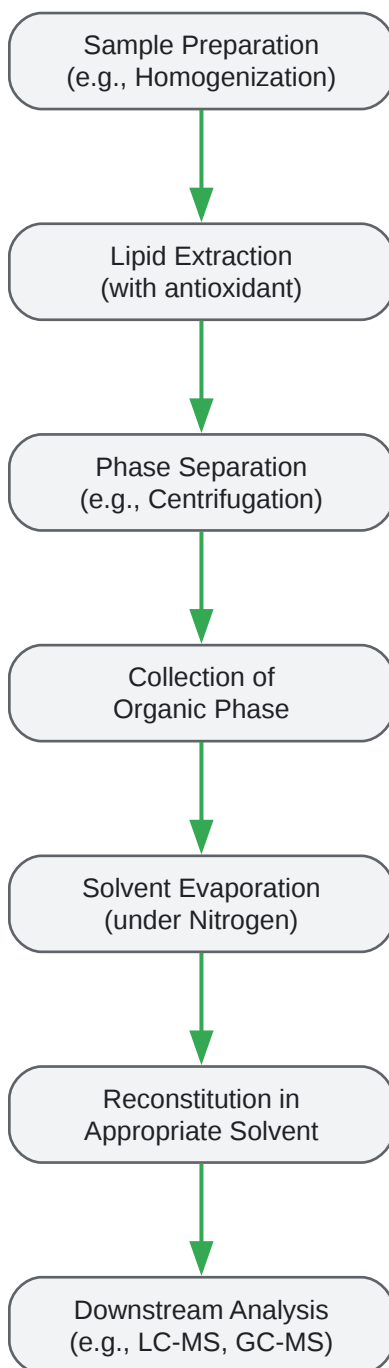 Sample Preparation
(e.g., Homogenization)
Lipid Extraction
(with antioxidant)
Phase Separation
(e.g., Centrifugation)
Collection of
Organic Phase
Solvent Evaporation
(under Nitrogen)
Reconstitution in
Appropriate Solvent
Downstream Analysis
(e.g., LC-MS, GC-MS)